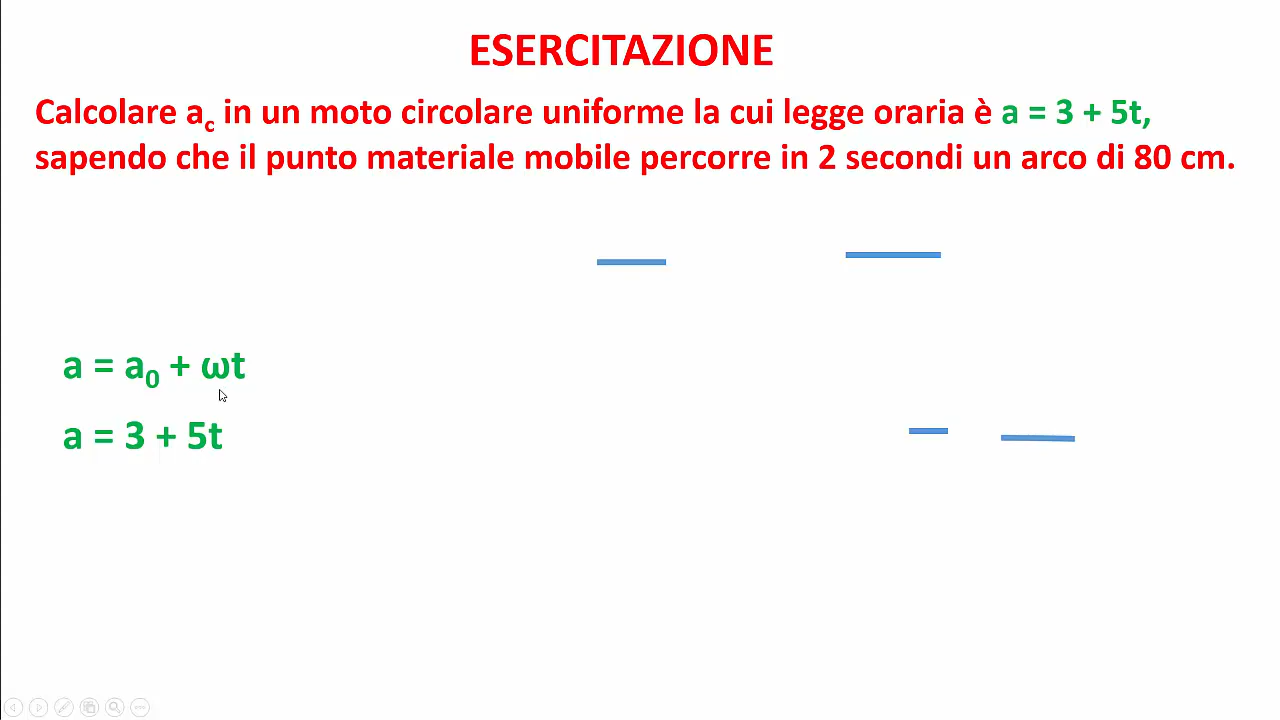 ESERCITAZIONE
Calcolare a꜀ in un moto circolare uniforme la cui legge oraria è a = 3 + 5t,
sapendo che il punto materiale mobile percorre in 2 secondi un arco di 80 cm.
a = a₀ + ωt
a = 3 + 5t